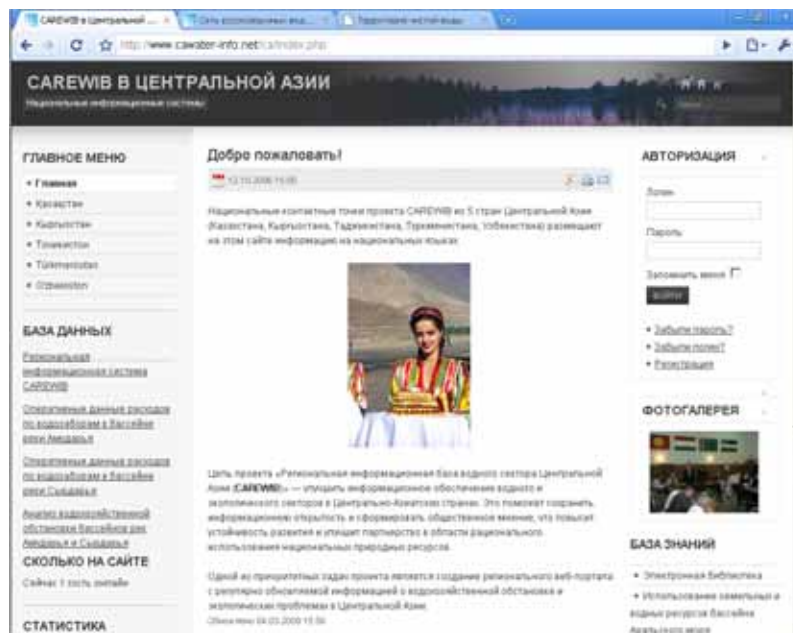 CAREWIB в Центральной ...
http://www.cawater-info.net/ca/index.php
CAREWIB В ЦЕНТРАЛЬНОЙ АЗИИ
Национальные информационные системы
ГЛАВНОЕ МЕНЮ
Главная
Қазақстан
Кыргызстан
Тоҷикистон
Türkmenistan
O'zbekiston
БАЗА ДАННЫХ
Региональная
информационная система
CAREWIB
Оперативные данные расходов
по водозаборам в бассейне
реки Амударья
Оперативные данные расходов
по водозаборам в бассейне
реки Сырдарья
Анализ водохозяйственной
обстановки бассейнов рек
Амударья и Сырдарья
СКОЛЬКО НА САЙТЕ
Сейчас 1 гость онлайн
СТАТИСТИКА
Добро пожаловать!
Национальные контактные точки проекта CAREWIB из 5 стран Центральной Азии
(Казахстана, Кыргызстана, Таджикистана, Туркменистана, Узбекистана) размещают
на этом сайте информацию на национальных языках.
Цель проекта «Региональная информационная база водного сектора Центральной
Азии (CAREWIB)» — улучшить информационное обеспечение водного и
экологического секторов в Центрально-Азиатских странах. Это поможет сохранить
информационную открытость и сформировать общественное мнение, что повысит
устойчивость развития и улучшит партнерство в области рационального
использования национальных природных ресурсов.
Одной из приоритетных задач проекта является создание регионального веб-портала
с регулярно обновляемой информацией о водохозяйственной обстановке и
экологических проблемах в Центральной Азии.
АВТОРИЗАЦИЯ
Логин
Пароль
Запомнить меня
ВОЙТИ
Забыли пароль?
Забыли логин?
Регистрация
ФОТОГАЛЕРЕЯ
БАЗА ЗНАНИЙ
Электронная библиотека
Использование земельных и
водных ресурсов бассейна
Аральского моря